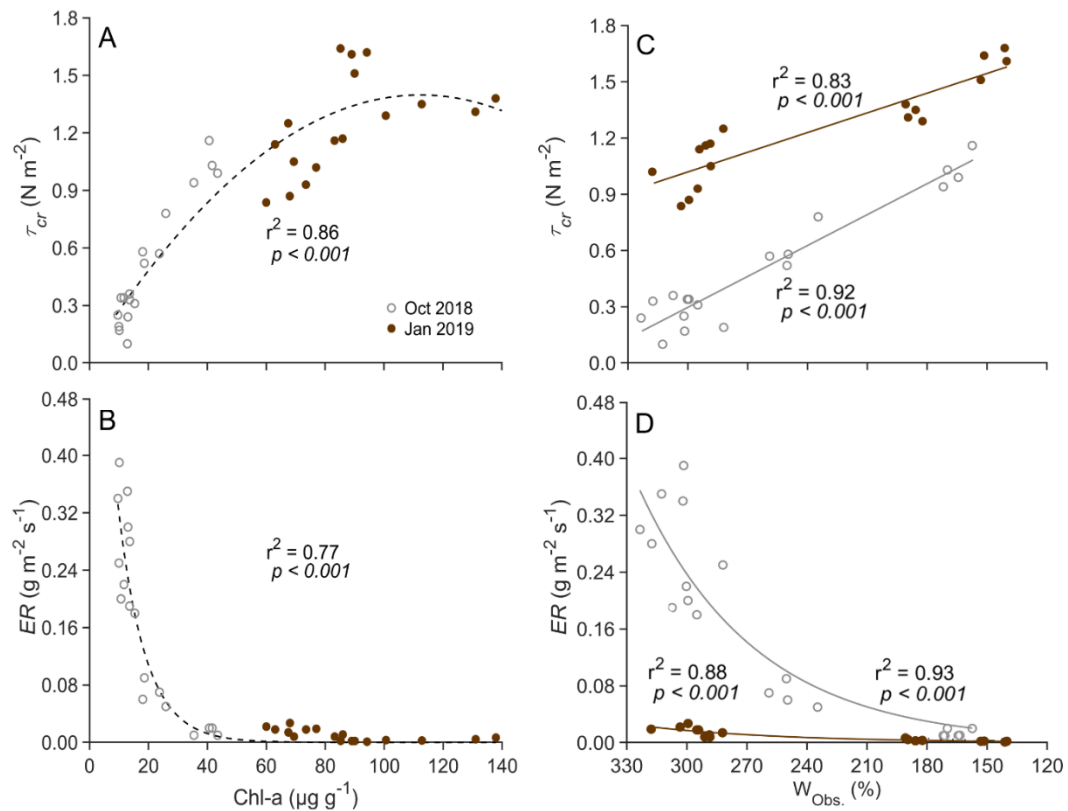 A
1.8
1.5
1.2
0.9
0.6
0.3
0.0
τcr (N m-2)
r2 = 0.86
p < 0.001
Oct 2018
Jan 2019
C
1.8
1.5
1.2
0.9
0.6
0.3
0.0
τcr (N m-2)
r2 = 0.83
p < 0.001
r2 = 0.92
p < 0.001
B
0.48
0.40
0.32
0.24
0.16
0.08
0.00
ER (g m-2 s-1)
r2 = 0.77
p < 0.001
0 20 40 60 80 100 120 140
Chl-a (μg g-1)
D
0.48
0.40
0.32
0.24
0.16
0.08
0.00
ER (g m-2 s-1)
r2 = 0.88
p < 0.001
r2 = 0.93
p < 0.001
330 300 270 240 210 180 150 120
WObs. (%)